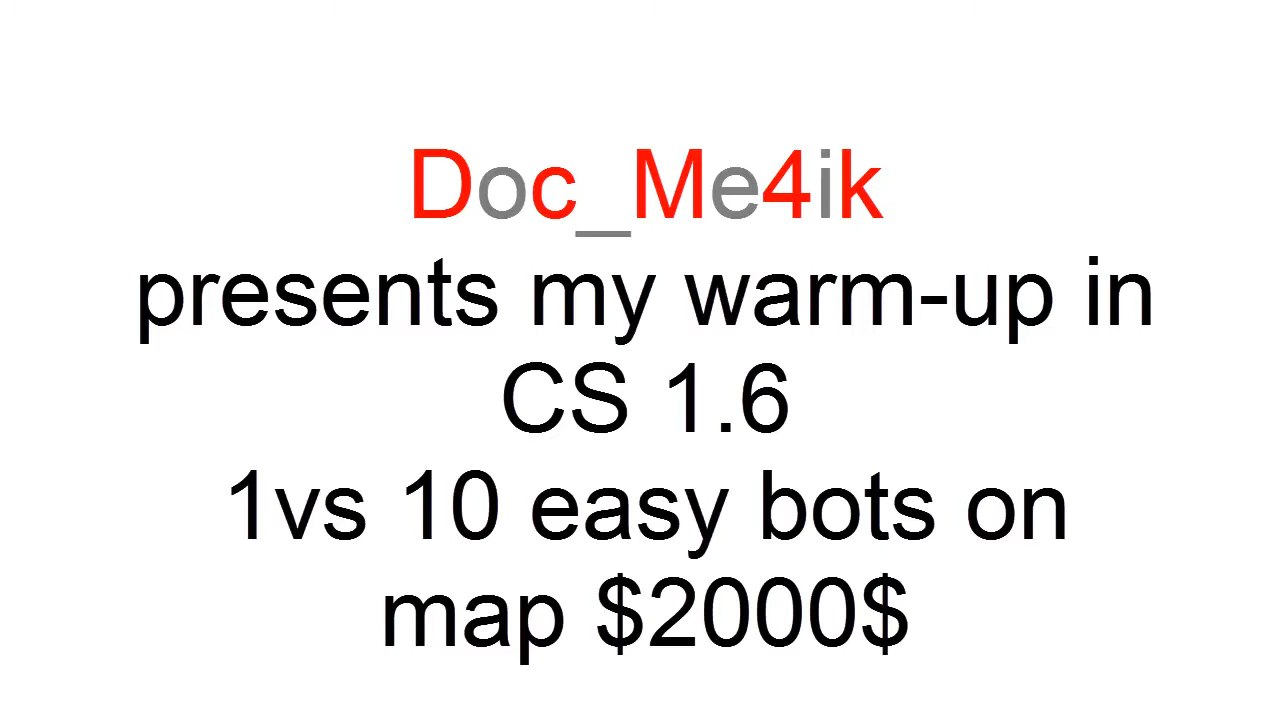 Doc_Me4ik
presents my warm-up in
CS 1.6
1vs 10 easy bots on
map $2000$